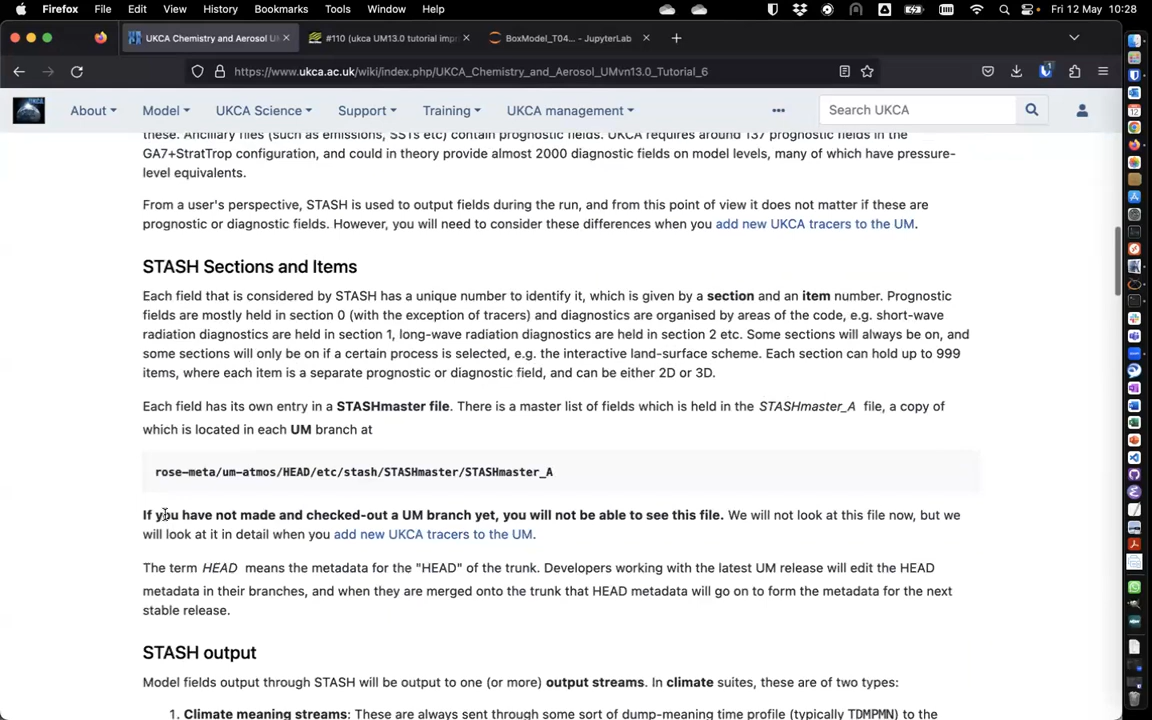 Firefox File Edit View History Bookmarks Tools Window Help Fri 12 May 10:28
UKCA Chemistry and Aerosol U
#110 (ukca UM13.0 tutorial impr
BoxModel_T04... - JupyterLab
https://www.ukca.ac.uk/wiki/index.php/UKCA_Chemistry_and_Aerosol_UMvn13.0_Tutorial_6
About Model UKCA Science Support Training UKCA management Search UKCA
these. Ancillary files (such as emissions, SSTs etc) contain prognostic fields. UKCA requires around 137 prognostic fields in the
GA7+StratTrop configuration, and could in theory provide almost 2000 diagnostic fields on model levels, many of which have pressure-
level equivalents.
From a user's perspective, STASH is used to output fields during the run, and from this point of view it does not matter if these are
prognostic or diagnostic fields. However, you will need to consider these differences when you add new UKCA tracers to the UM.
STASH Sections and Items
Each field that is considered by STASH has a unique number to identify it, which is given by a section and an item number. Prognostic
fields are mostly held in section 0 (with the exception of tracers) and diagnostics are organised by areas of the code, e.g. short-wave
radiation diagnostics are held in section 1, long-wave radiation diagnostics are held in section 2 etc. Some sections will always be on, and
some sections will only be on if a certain process is selected, e.g. the interactive land-surface scheme. Each section can hold up to 999
items, where each item is a separate prognostic or diagnostic field, and can be either 2D or 3D.
Each field has its own entry in a STASHmaster file. There is a master list of fields which is held in the STASHmaster_A file, a copy of
which is located in each UM branch at
rose-meta/um-atmos/HEAD/etc/stash/STASHmaster/STASHmaster_A
If you have not made and checked-out a UM branch yet, you will not be able to see this file. We will not look at this file now, but we
will look at it in detail when you add new UKCA tracers to the UM.
The term HEAD means the metadata for the "HEAD" of the trunk. Developers working with the latest UM release will edit the HEAD
metadata in their branches, and when they are merged onto the trunk that HEAD metadata will go on to form the metadata for the next
stable release.
STASH output
Model fields output through STASH will be output to one (or more) output streams. In climate suites, these are of two types:
1. Climate meaning streams: These are always sent through some sort of dump-meaning time profile (typically TDMPMN) to the